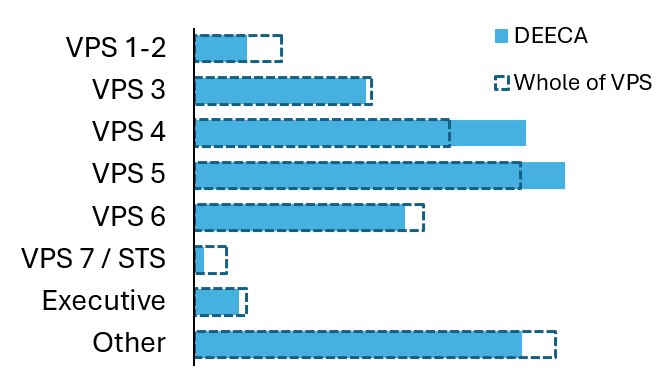 DEECA
Whole of VPS
VPS 1-2
VPS 3
VPS 4
VPS 5
VPS 6
VPS 7 / STS
Executive
Other